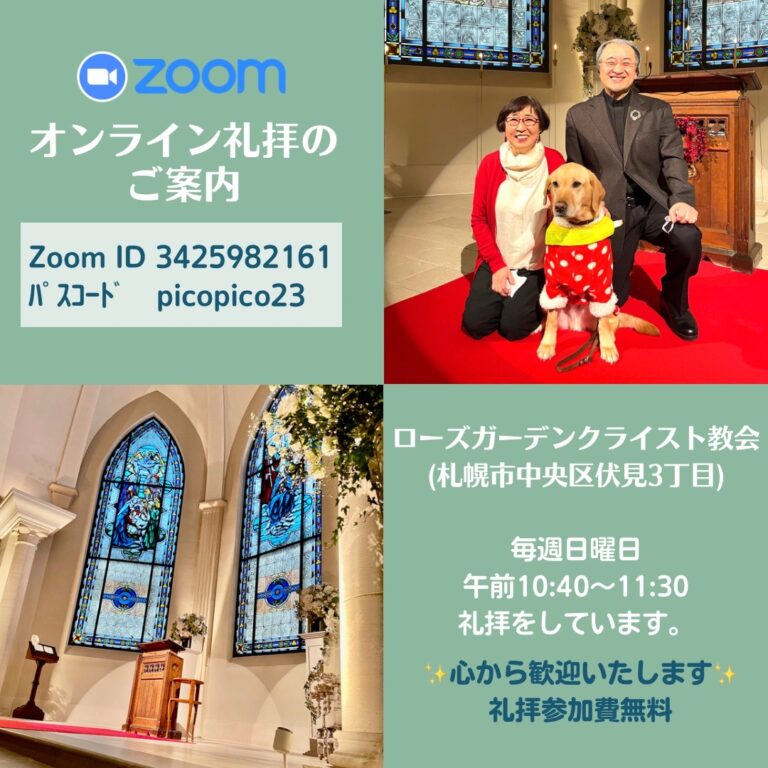 zoom
オンライン礼拝の
ご案内
Zoom ID 3425982161
ﾊﾟｽｺｰﾄﾞ picopico23
ローズガーデンクライスト教会
(札幌市中央区伏見3丁目)
毎週日曜日
午前10:40～11:30
礼拝をしています。
✨心から歓迎いたします✨
礼拝参加費無料